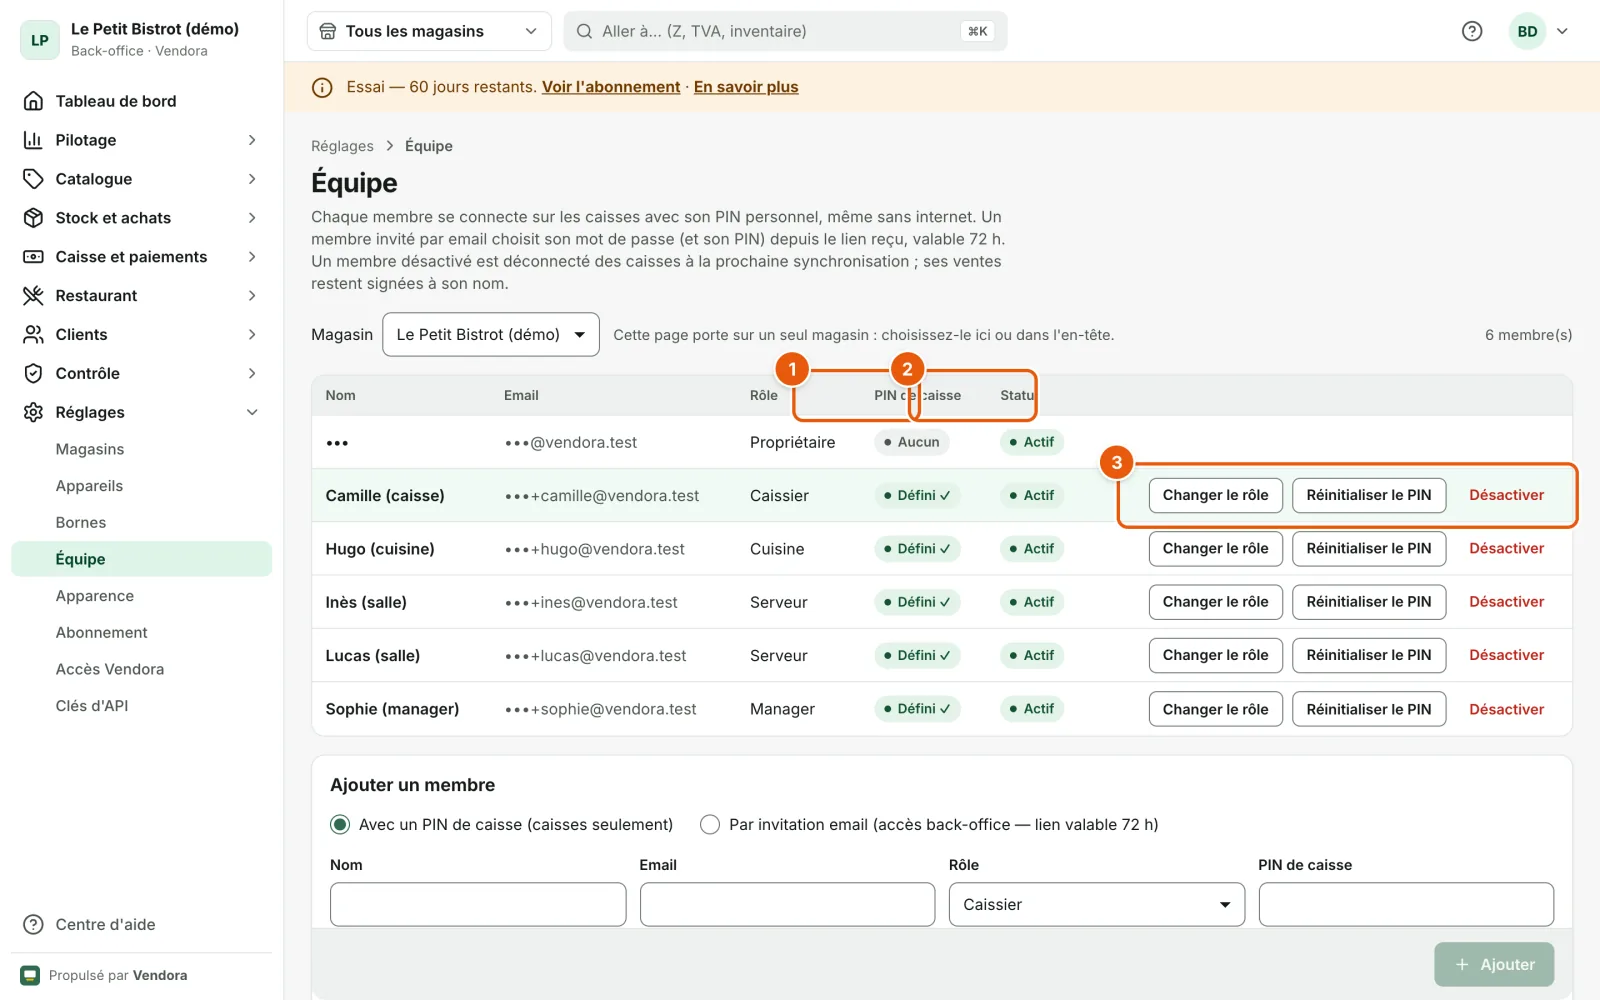 LP
Le Petit Bistrot (démo)
Back-office · Vendora
Tous les magasins
Aller à... (Z, TVA, inventaire)
⌘K
BD
Essai — 60 jours restants. Voir l'abonnement · En savoir plus
Tableau de bord
Pilotage
Catalogue
Stock et achats
Caisse et paiements
Restaurant
Clients
Contrôle
Réglages
Magasins
Appareils
Bornes
Équipe
Apparence
Abonnement
Accès Vendora
Clés d'API
Centre d'aide
Propulsé par Vendora
Réglages > Équipe
Équipe
Chaque membre se connecte sur les caisses avec son PIN personnel, même sans internet. Un
membre invité par email choisit son mot de passe (et son PIN) depuis le lien reçu, valable 72 h.
Un membre désactivé est déconnecté des caisses à la prochaine synchronisation ; ses ventes
restent signées à son nom.
Magasin Le Petit Bistrot (démo) Cette page porte sur un seul magasin : choisissez-le ici ou dans l'en-tête. 6 membre(s)
1 2
Nom Email Rôle PIN de caisse Statu
••• •••@vendora.test Propriétaire Aucun Actif
3
Camille (caisse) •••+camille@vendora.test Caissier Défini ✓ Actif Changer le rôle Réinitialiser le PIN Désactiver
Hugo (cuisine) •••+hugo@vendora.test Cuisine Défini ✓ Actif Changer le rôle Réinitialiser le PIN Désactiver
Inès (salle) •••+ines@vendora.test Serveur Défini ✓ Actif Changer le rôle Réinitialiser le PIN Désactiver
Lucas (salle) •••+lucas@vendora.test Serveur Défini ✓ Actif Changer le rôle Réinitialiser le PIN Désactiver
Sophie (manager) •••+sophie@vendora.test Manager Défini ✓ Actif Changer le rôle Réinitialiser le PIN Désactiver
Ajouter un membre
Avec un PIN de caisse (caisses seulement) Par invitation email (accès back-office — lien valable 72 h)
Nom Email Rôle PIN de caisse
Caissier
+ Ajouter